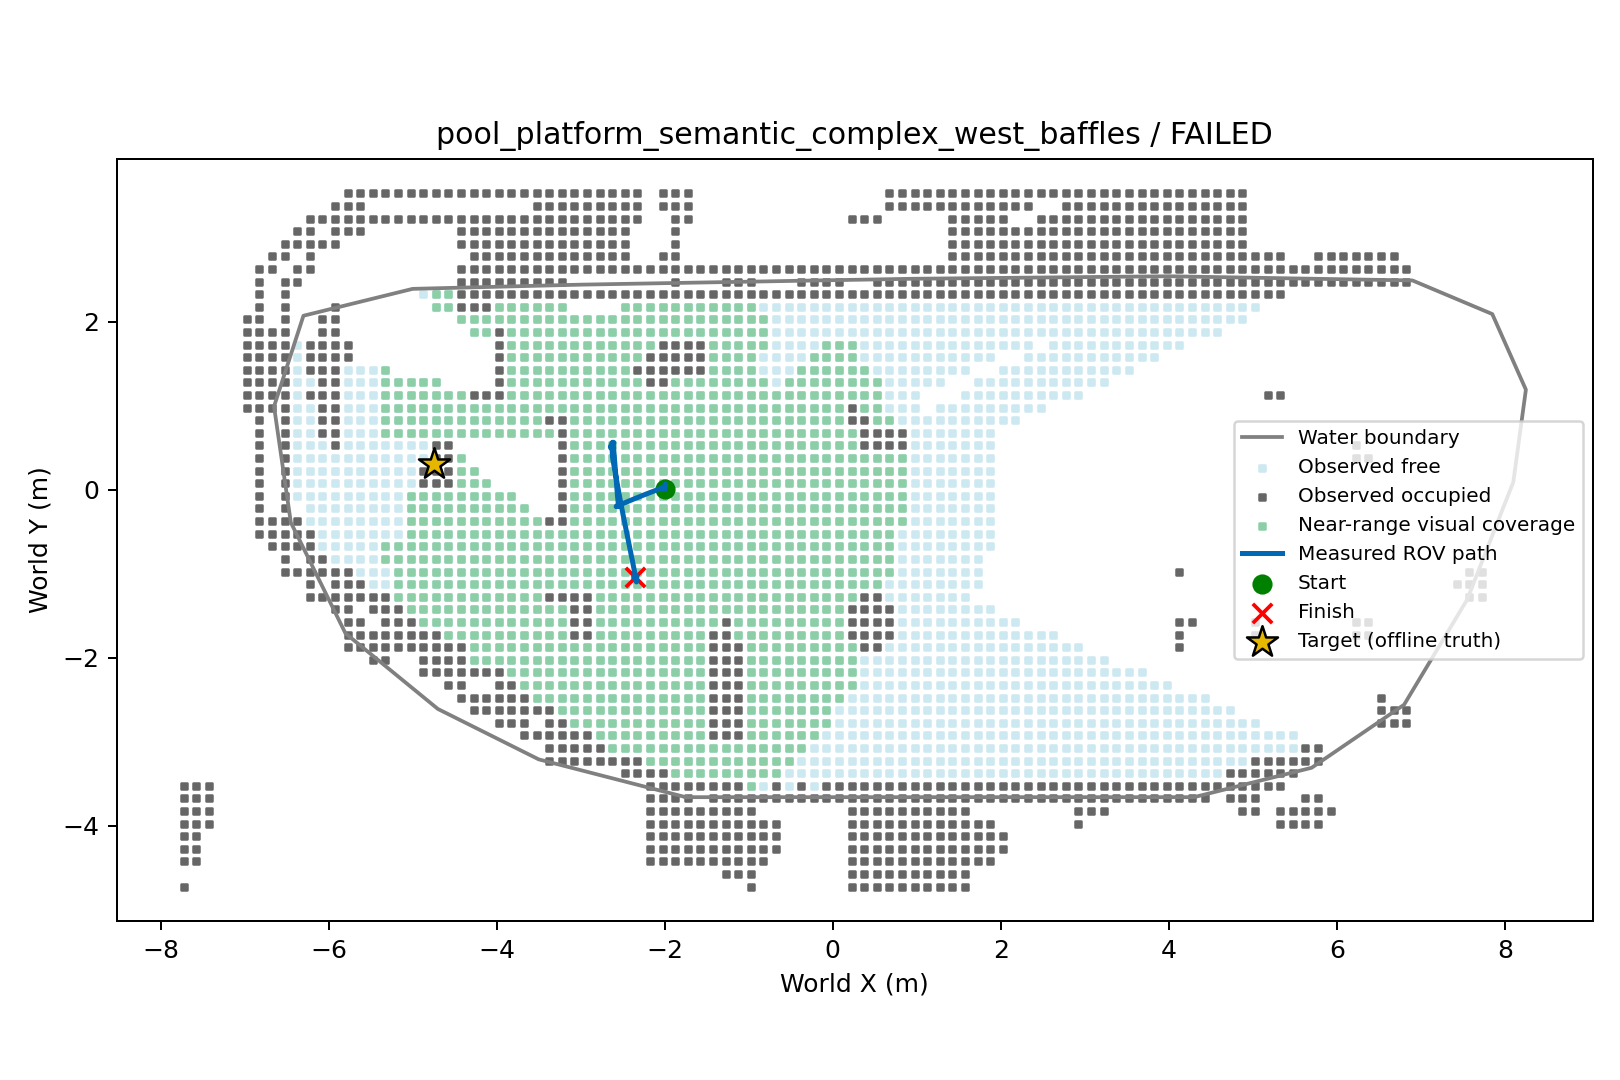 pool_platform_semantic_complex_west_baffles / FAILED
World Y (m)
2
0
−2
−4
−8
−6
−4
−2
0
2
4
6
8
World X (m)
Water boundary
Observed free
Observed occupied
Near-range visual coverage
Measured ROV path
Start
Finish
Target (offline truth)